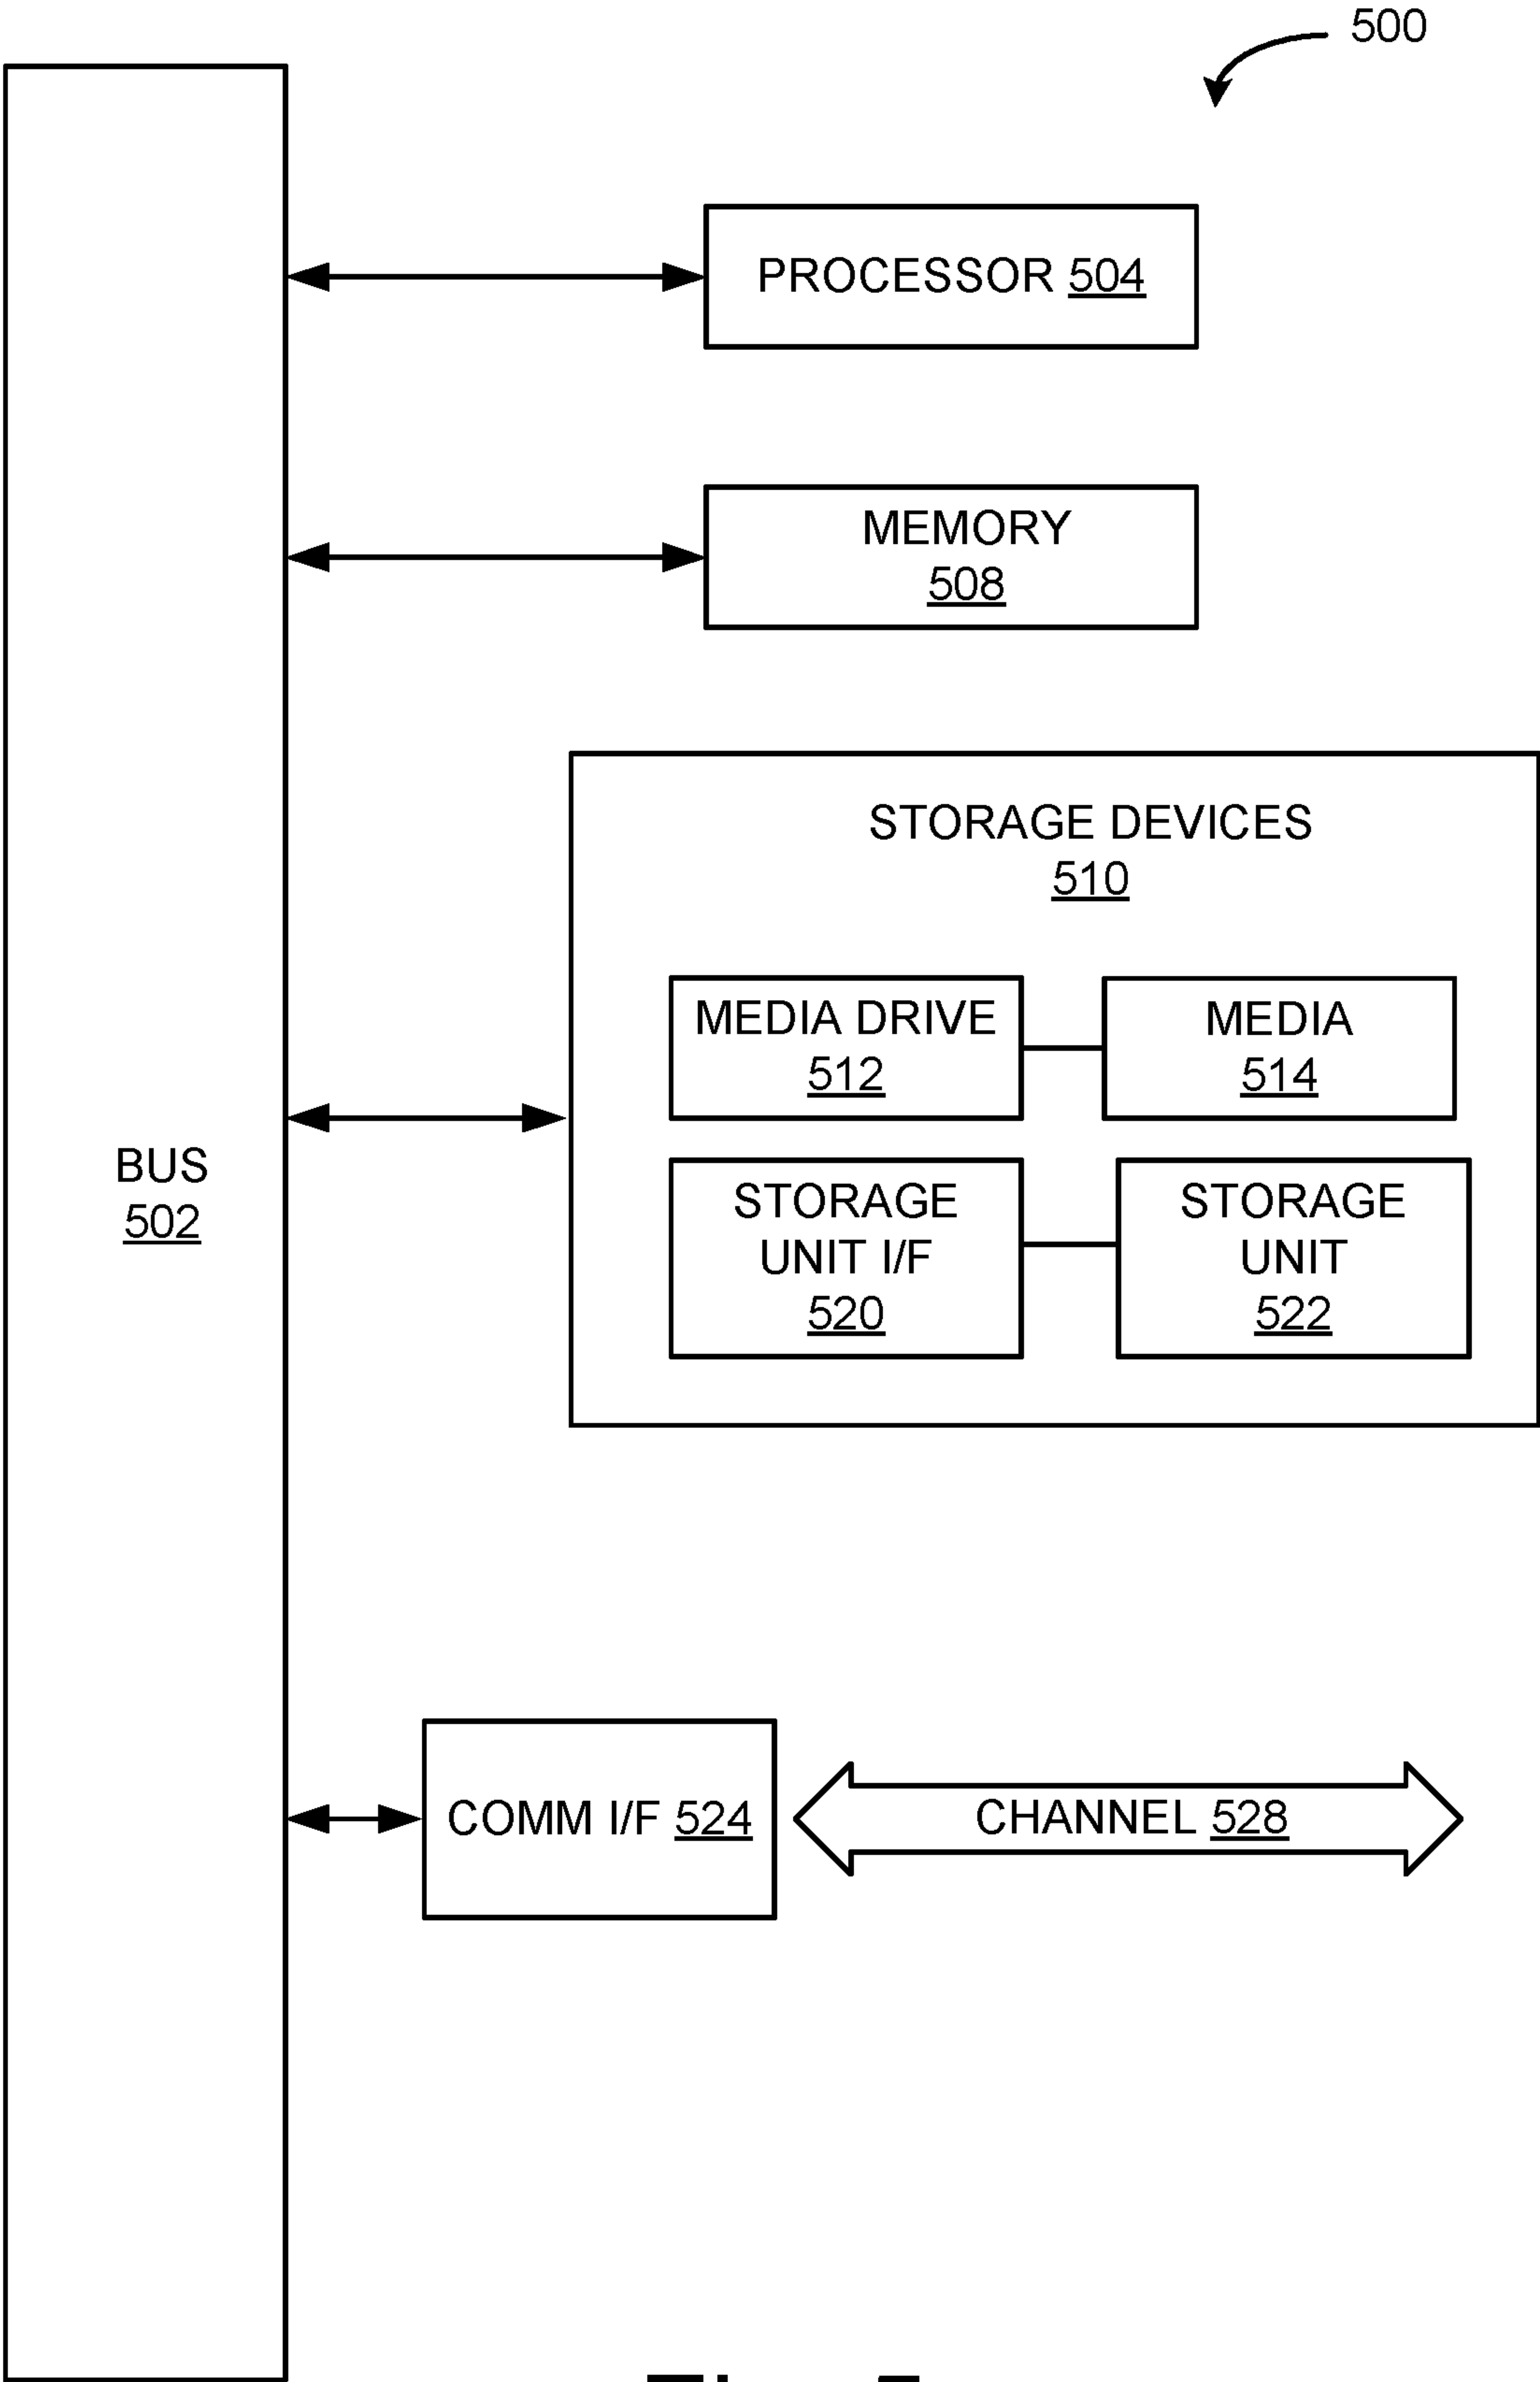 500
PROCESSOR 504
MEMORY
508
STORAGE DEVICES
510
MEDIA DRIVE
512
MEDIA
514
STORAGE
UNIT I/F
520
STORAGE
UNIT
522
BUS
502
COMM I/F 524
CHANNEL 528